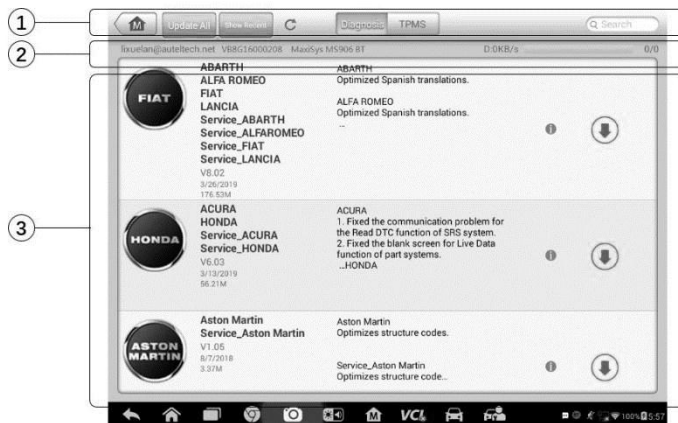 1
Update All Show Recent Diagnosis TPMS Search
2
lixuelan@auteltech.net VB8G16000208 MaxiSys MS906 BT D:0KB/s 0/0
3
FIAT
ABARTH
ALFA ROMEO
FIAT
LANCIA
Service_ABARTH
Service_ALFAROMEO
Service_FIAT
Service_LANCIA
V8.02
3/26/2019
176.53M
ABARTH
Optimized Spanish translations.
ALFA ROMEO
Optimized Spanish translations.
...
HONDA
ACURA
HONDA
Service_ACURA
Service_HONDA
V6.03
3/13/2019
56.21M
ACURA
1. Fixed the communication problem for
the Read DTC function of SRS system.
2. Fixed the blank screen for Live Data
function of part systems.
...HONDA
ASTON
MARTIN
Aston Martin
Service_Aston Martin
V1.05
8/7/2018
3.37M
Aston Martin
Optimizes structure codes.
Service_Aston Martin
Optimizes structure code...
M VCI 100% 5:57